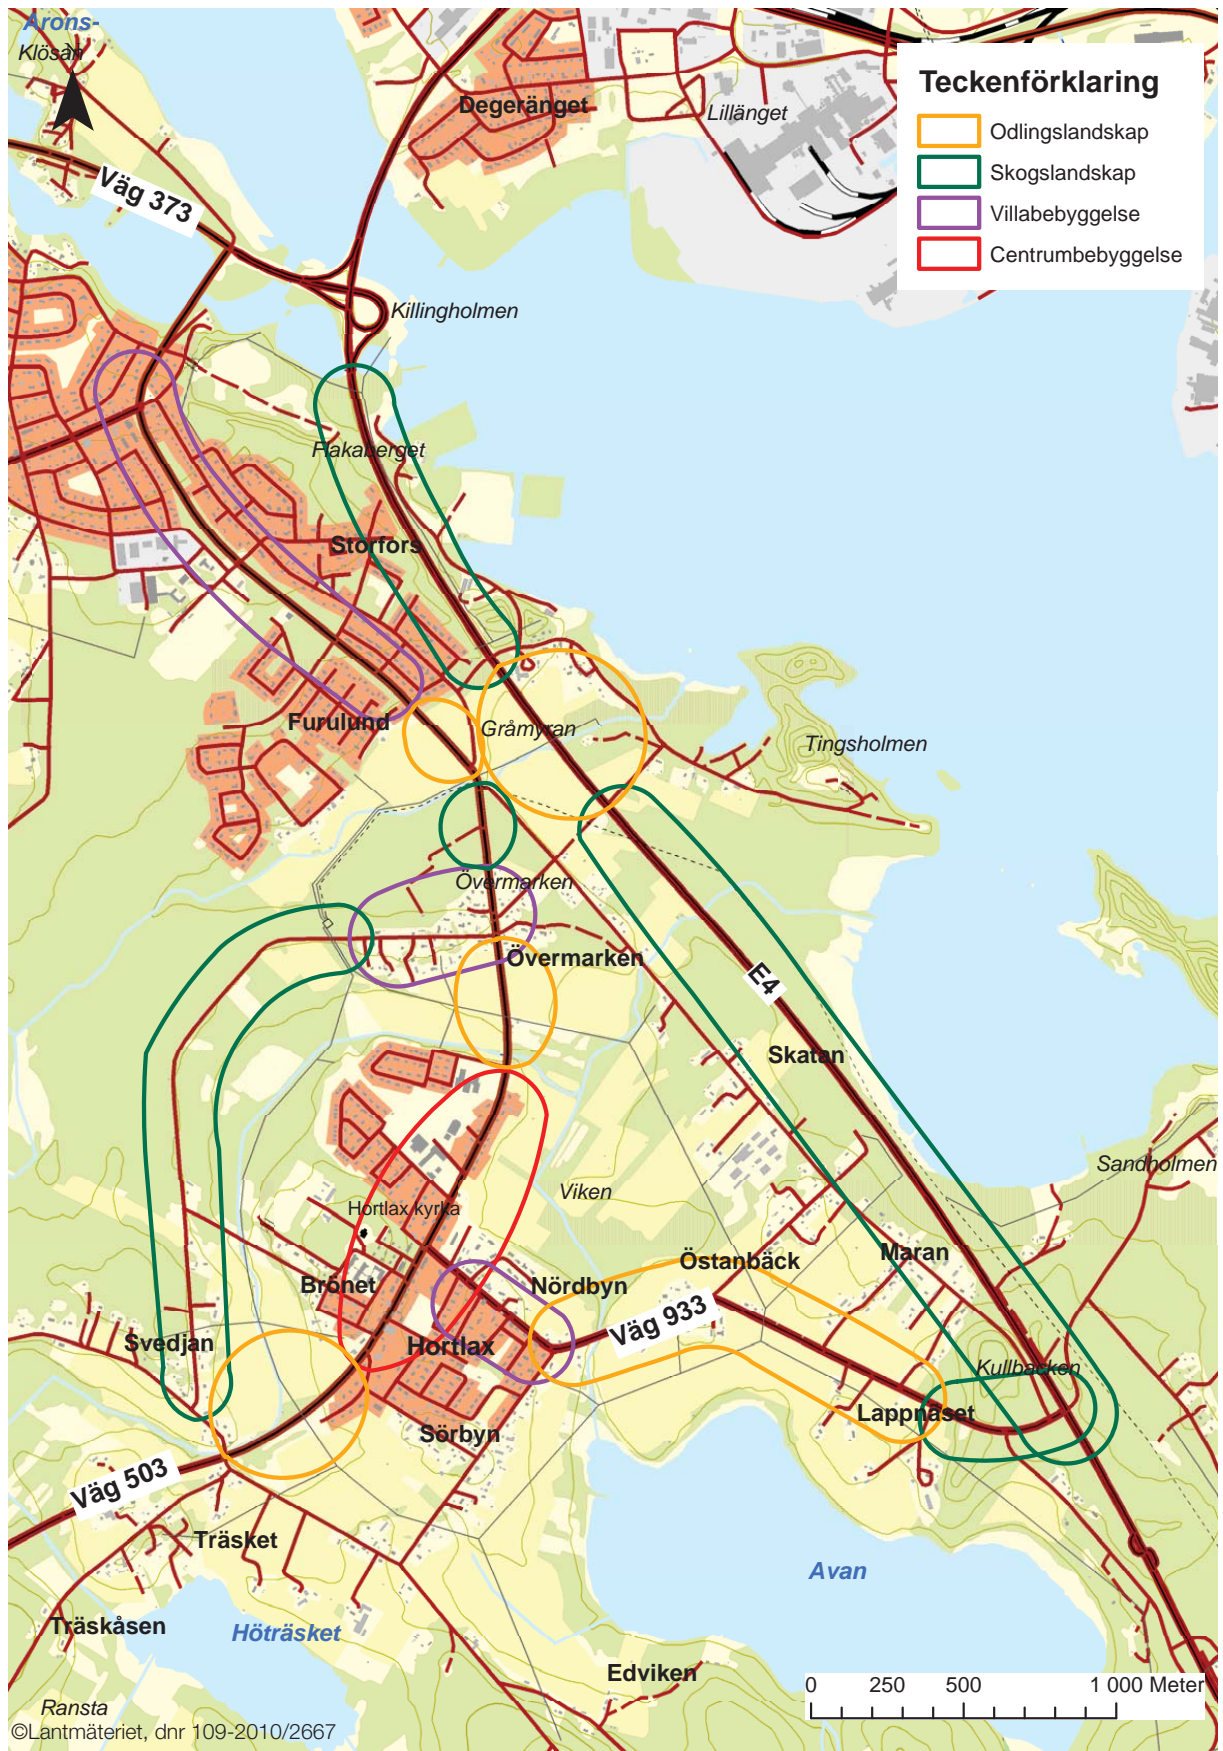 Arons-
Klösan
Degeränget
Lillänget
Teckenförklaring
Odlingslandskap
Skogslandskap
Villabebyggelse
Centrumbebyggelse
Väg 373
Killingholmen
Flakaberget
Storfors
Furulund
Gråmyran
Tingsholmen
Övermarken
Övermarken
E4
Skatan
Sandholmen
Viken
Hortlax kyrka
Brönet
Nördbyn
Östanbäck
Maran
Väg 933
Svedjan
Hortlax
Kullbacken
Lappnäset
Sörbyn
Väg 503
Träsket
Avan
Träskåsen
Höträsket
Edviken
0 250 500 1 000 Meter
Ransta
©Lantmäteriet, dnr 109-2010/2667